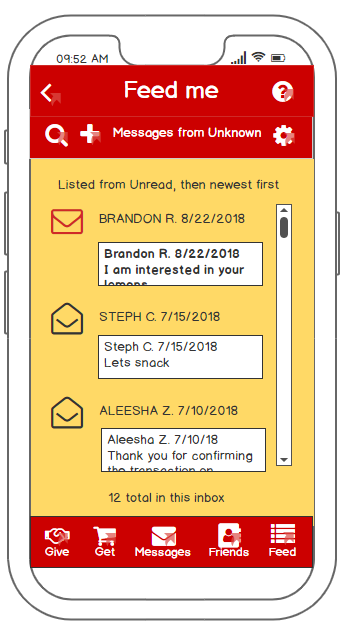 09:52 AM
Feed me
Messages from Unknown
Listed from Unread, then newest first
BRANDON R. 8/22/2018
Brandon R. 8/22/2018
I am interested in your
lemons
STEPH C. 7/15/2018
Steph C. 7/15/2018
Lets snack
ALEESHA Z. 7/10/2018
Aleesha Z. 7/10/18
Thank you for confirming
the transaction on
12 total in this inbox
Give Get Messages Friends Feed